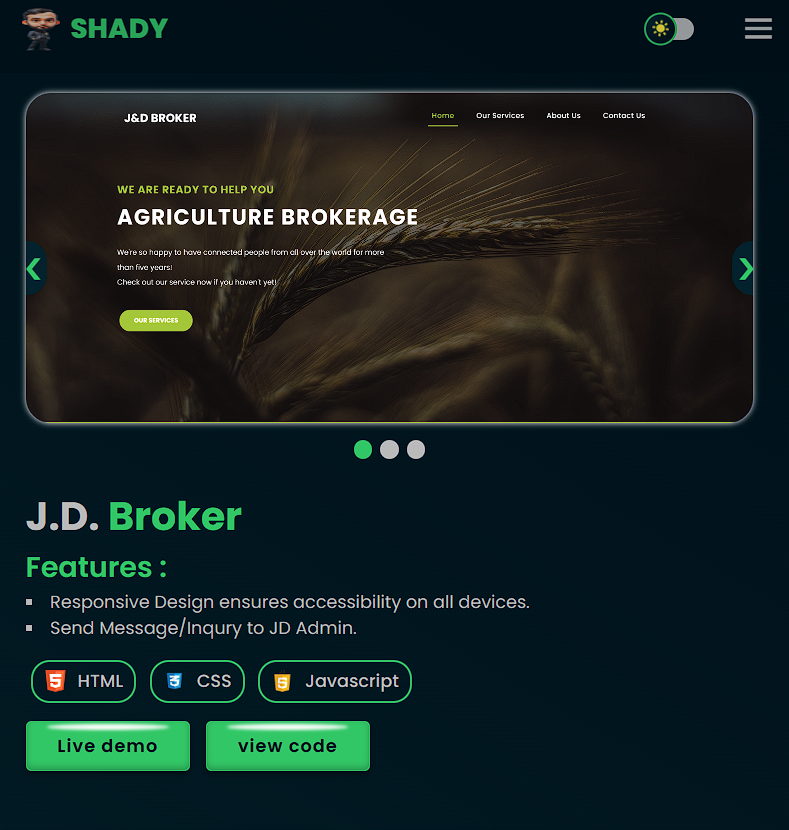 SHADY
J&D BROKER
Home Our Services About Us Contact Us
WE ARE READY TO HELP YOU
AGRICULTURE BROKERAGE
We're so happy to have connected people from all over the world for more
than five years!
Check out our service now if you haven't yet!
OUR SERVICES
J.D. Broker
Features :
Responsive Design ensures accessibility on all devices.
Send Message/Inqury to JD Admin.
HTML CSS Javascript
Live demo view code